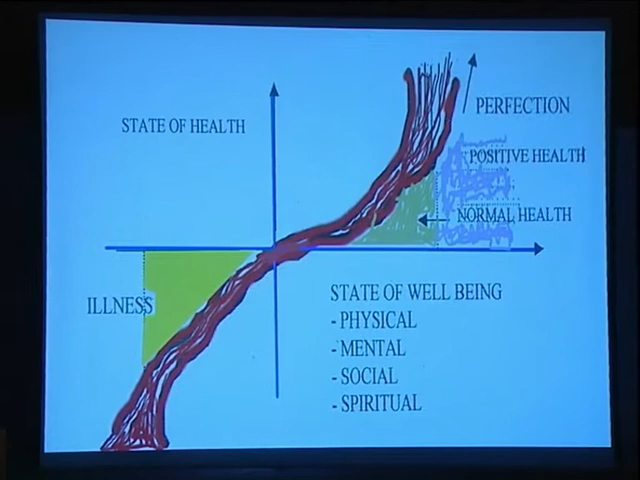 STATE OF HEALTH
PERFECTION
POSITIVE HEALTH
NORMAL HEALTH
ILLNESS
STATE OF WELL BEING
- PHYSICAL
- MENTAL
- SOCIAL
- SPIRITUAL